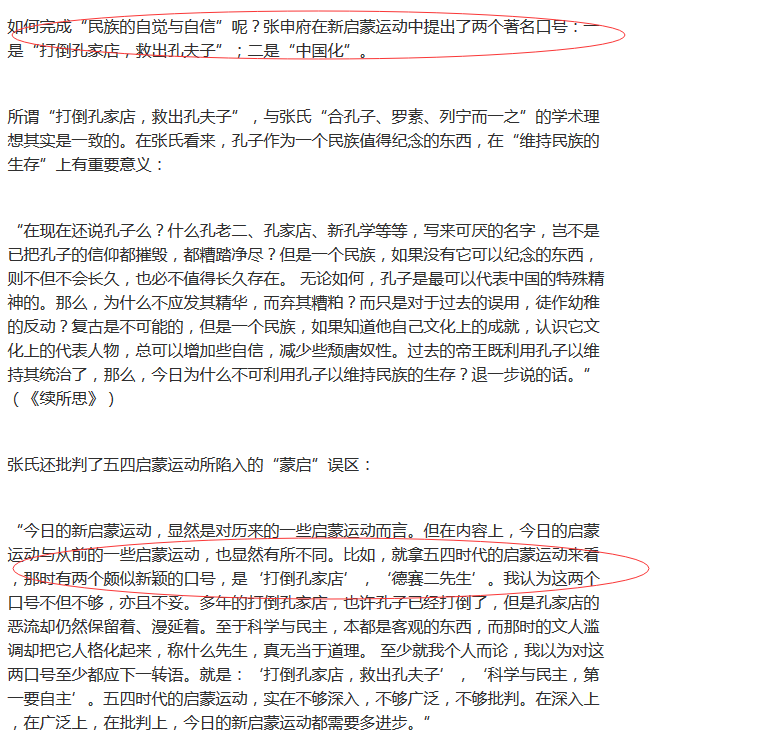 如何完成“民族的自觉与自信”呢？张申府在新启蒙运动中提出了两个著名口号：一
是“打倒孔家店，救出孔夫子”；二是“中国化”。
所谓“打倒孔家店，救出孔夫子”，与张氏“合孔子、罗素、列宁而一之”的学术理
想其实是一致的。在张氏看来，孔子作为一个民族值得纪念的东西，在“维持民族的
生存”上有重要意义：
“在现在还说孔子么？什么孔老二、孔家店、新孔学等等，写来可厌的名字，岂不是
已把孔子的信仰都摧毁，都糟踏净尽？但是一个民族，如果没有它可以纪念的东西，
则不但不会长久，也必不值得长久存在。 无论如何，孔子是最可以代表中国的特殊精
神的。那么，为什么不应发其精华，而弃其糟粕？而只是对于过去的误用，徒作幼稚
的反动？复古是不可能的，但是一个民族，如果知道他自己文化上的成就，认识它文
化上的代表人物，总可以增加些自信，减少些颓唐奴性。过去的帝王既利用孔子以维
持其统治了，那么，今日为什么不可利用孔子以维持民族的生存？退一步说的话。“
（《续所思》）
张氏还批判了五四启蒙运动所陷入的“蒙启”误区：
“今日的新启蒙运动，显然是对历来的一些启蒙运动而言。但在内容上，今日的启蒙
运动与从前的一些启蒙运动，也显然有所不同。比如，就拿五四时代的启蒙运动来看
，那时有两个颇似新颖的口号，是‘打倒孔家店’，‘德赛二先生’。我认为这两个
口号不但不够，亦且不妥。多年的打倒孔家店，也许孔子已经打倒了，但是孔家店的
恶流却仍然保留着、漫延着。至于科学与民主，本都是客观的东西，而那时的文人滥
调却把它人格化起来，称什么先生，真无当于道理。 至少就我个人而论，我以为对这
两口号至少都应下一转语。就是：‘打倒孔家店，救出孔夫子’，‘科学与民主，第
一要自主’。五四时代的启蒙运动，实在不够深入，不够广泛，不够批判。在深入上
，在广泛上，在批判上，今日的新启蒙运动都需要多进步。“